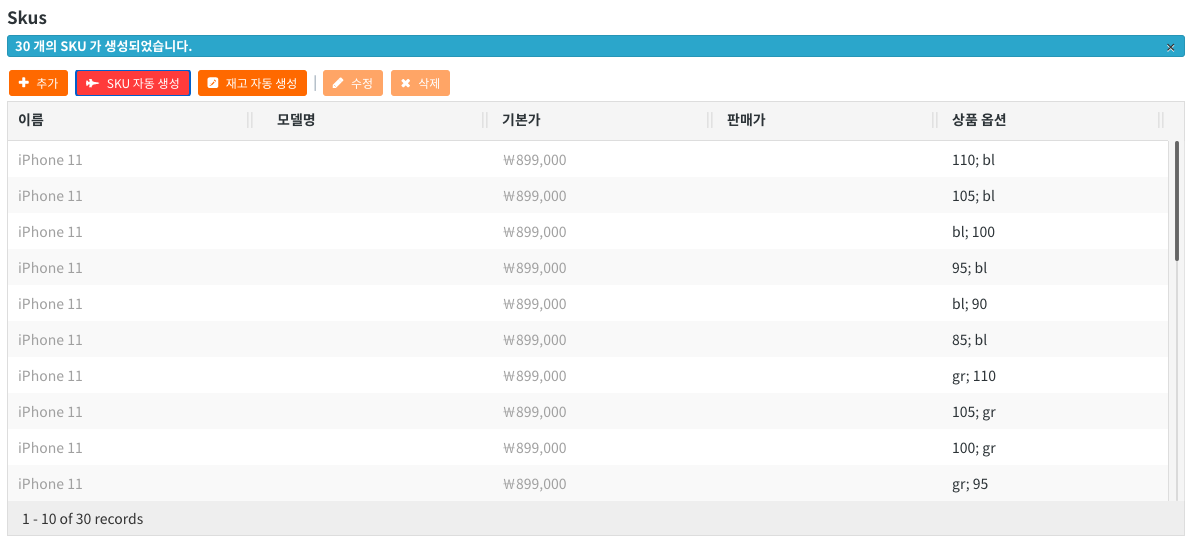 Skus
30 개의 SKU 가 생성되었습니다.
추가 SKU 자동 생성 재고 자동 생성 수정 삭제
이름 모델명 기본가 판매가 상품 옵션
iPhone 11 ₩899,000 110; bl
iPhone 11 ₩899,000 105; bl
iPhone 11 ₩899,000 bl; 100
iPhone 11 ₩899,000 95; bl
iPhone 11 ₩899,000 bl; 90
iPhone 11 ₩899,000 85; bl
iPhone 11 ₩899,000 gr; 110
iPhone 11 ₩899,000 105; gr
iPhone 11 ₩899,000 100; gr
iPhone 11 ₩899,000 gr; 95
1 - 10 of 30 records